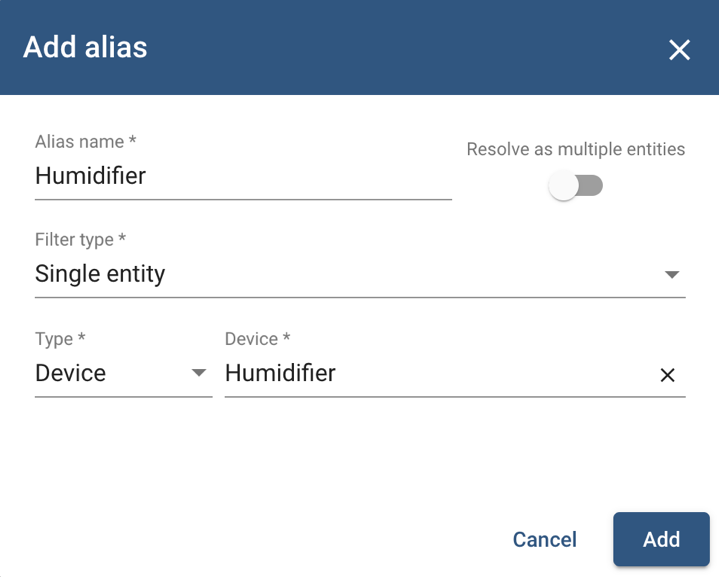 Add alias
Alias name *
Humidifier
Resolve as multiple entities
Filter type *
Single entity
Type *
Device *
Device
Humidifier
Cancel
Add